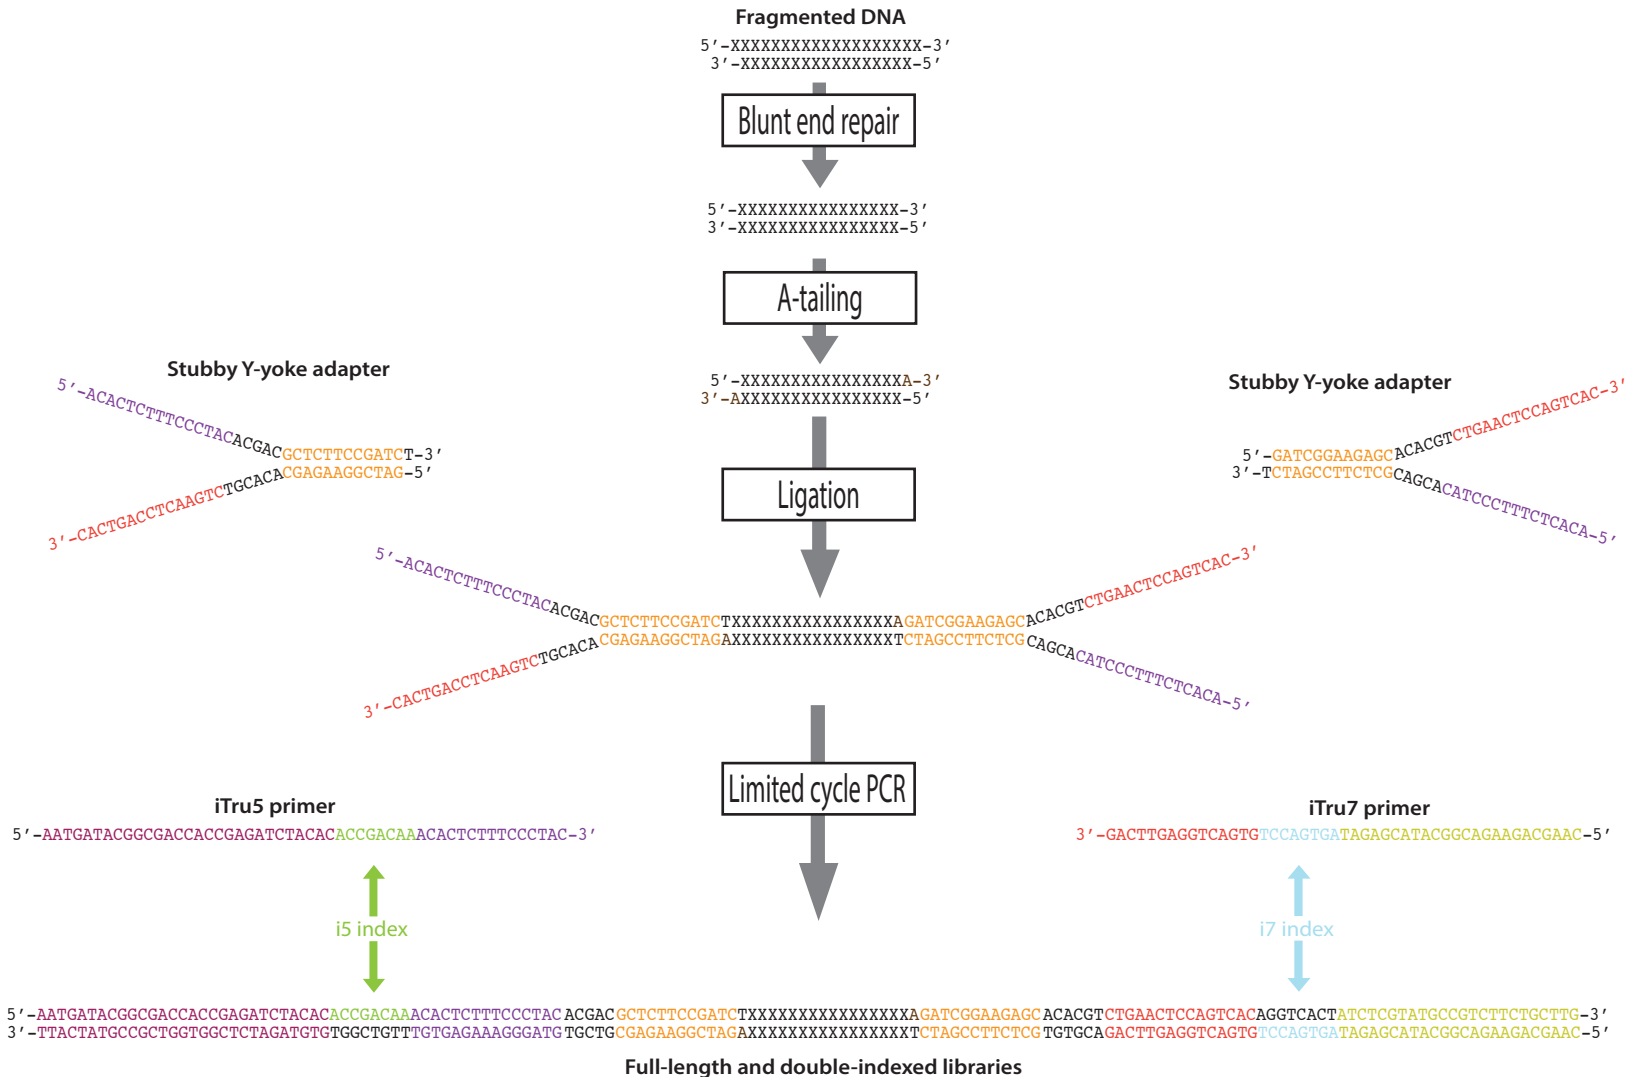 Fragmented DNA
5′-XXXXXXXXXXXXXXXXXXX-3′
3′-XXXXXXXXXXXXXXXXX-5′
Blunt end repair
5′-XXXXXXXXXXXXXXXX-3′
3′-XXXXXXXXXXXXXXXX-5′
A-tailing
5′-XXXXXXXXXXXXXXXXA-3′
3′-AXXXXXXXXXXXXXXXX-5′
Stubby Y-yoke adapter
5′-ACACTCTTTCCCTACACGACGCTCTTCCGATCT-3′
3′-CACTGACCTCAAGTCTGCACACGAGAAGGCTAG-5′
Stubby Y-yoke adapter
5′-GATCGGAAGAGCACACGTCTGAACTCCAGTCAC-3′
3′-TCTAGCCTTCTCGCAGCACATCCCTTTCTCACA-5′
Ligation
5′-ACACTCTTTCCCTACACGACGCTCTTCCGATCTXXXXXXXXXXXXXXXXAGATCGGAAGAGCACACGTCTGAACTCCAGTCAC-3′
3′-CACTGACCTCAAGTCTGCACACGAGAAGGCTAGAXXXXXXXXXXXXXXXXTCTAGCCTTCTCGCAGCACATCCCTTTCTCACA-5′
Limited cycle PCR
iTru5 primer
5′-AATGATACGGCGACCACCGAGATCTACACACCGACAAACACTCTTTCCCTAC-3′
iTru7 primer
3′-GACTTGAGGTCAGTGTCCAGTGATAGAGCATACGGCAGAAGACGAAC-5′
i5 index
i7 index
5′-AATGATACGGCGACCACCGAGATCTACACACCGACAAACACTCTTTCCCTACACGACGCTCTTCCGATCTXXXXXXXXXXXXXXXXAGATCGGAAGAGCACACGTCTGAACTCCAGTCACAGGTCACTATCTCGTATGCCGTCTTCTGCTTG-3′
3′-TTACTATGCCGCTGGTGGCTCTAGATGTGTGGCTGTTTGTGAGAAAGGGATGTGCTGCGAGAAGGCTAGAXXXXXXXXXXXXXXXXTCTAGCCTTCTCGTGTGCAGACTTGAGGTCAGTGTCCAGTGATAGAGCATACGGCAGAAGACGAAC-5′
Full-length and double-indexed libraries